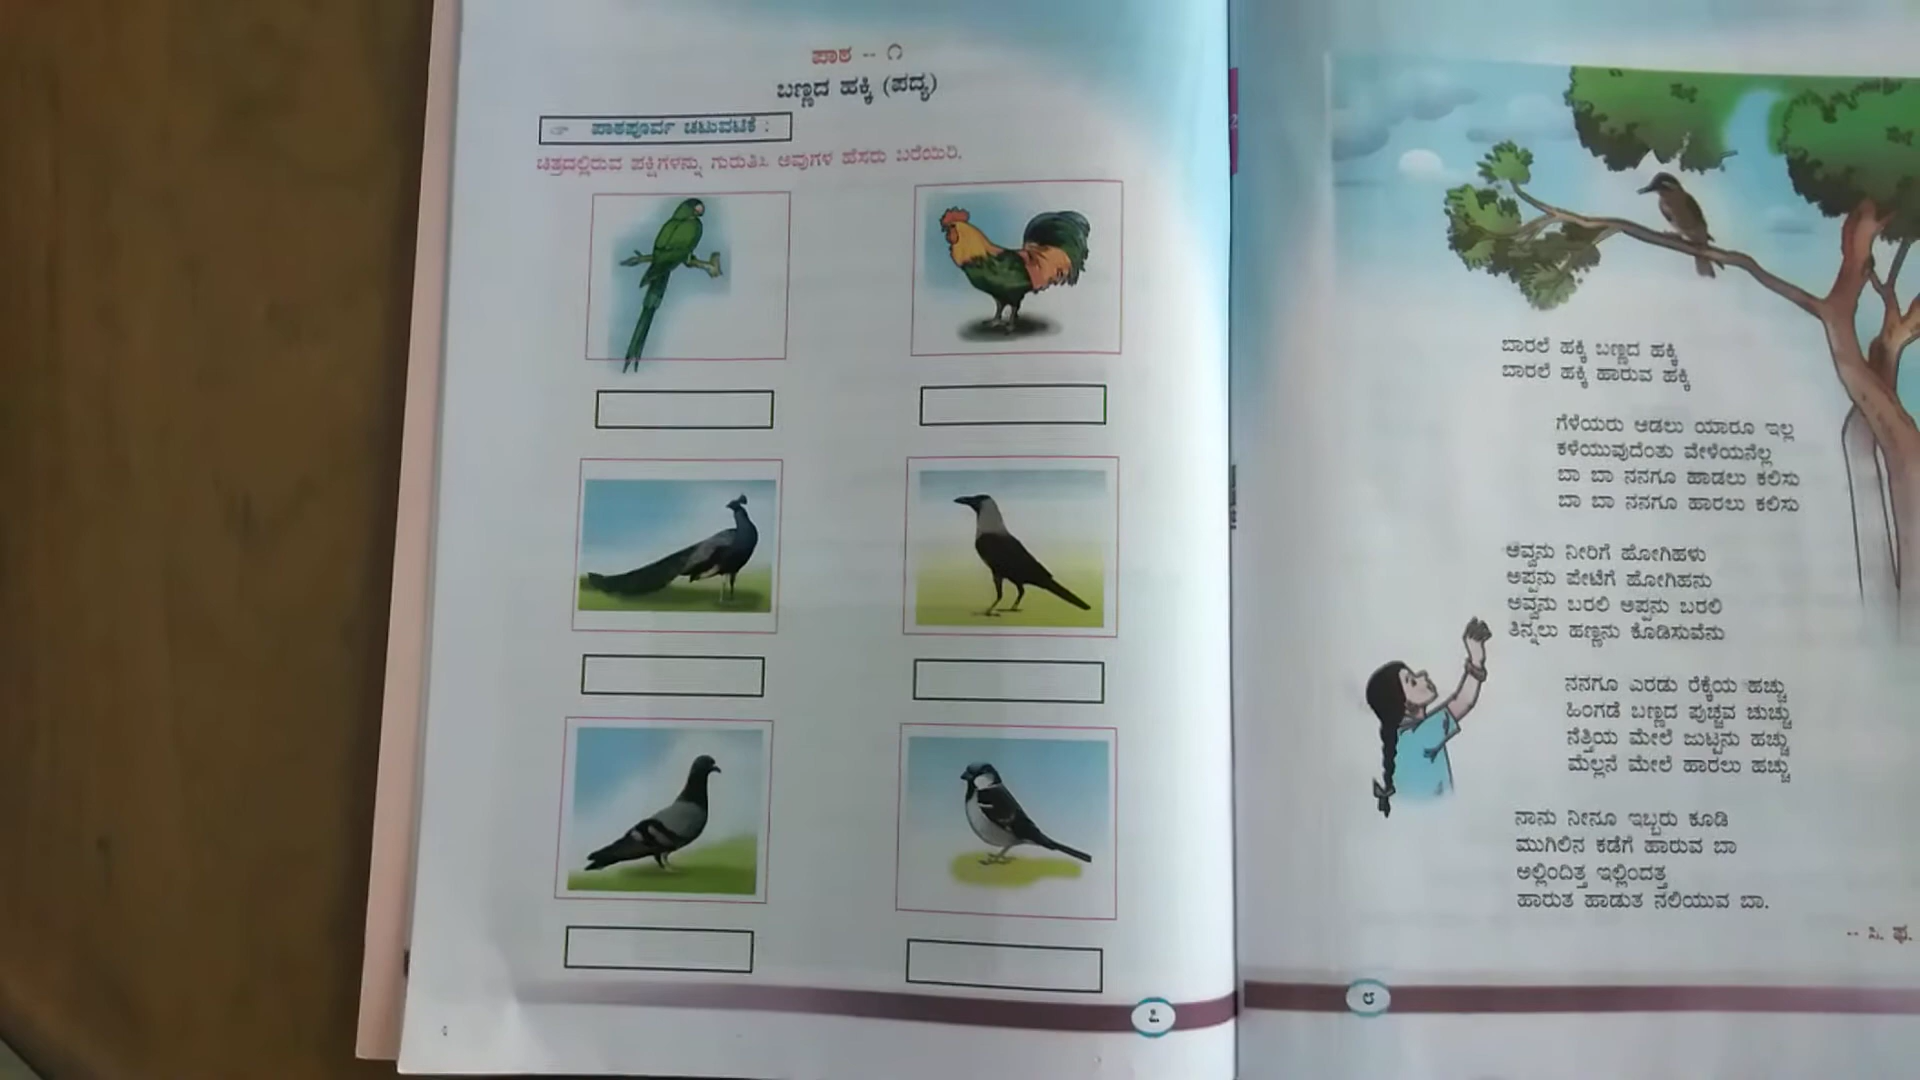 ಪಾಠ -- ೧
ಬಣ್ಣದ ಹಕ್ಕಿ (ಪದ್ಯ)
ಪಾಠಪೂರ್ವ ಚಟುವಟಿಕೆ :
ಚಿತ್ರದಲ್ಲಿರುವ ಪಕ್ಷಿಗಳನ್ನು ಗುರುತಿಸಿ ಅವುಗಳ ಹೆಸರು ಬರೆಯಿರಿ.
೭
ಬಾರಲೆ ಹಕ್ಕಿ ಬಣ್ಣದ ಹಕ್ಕಿ
ಬಾರಲೆ ಹಕ್ಕಿ ಹಾರುವ ಹಕ್ಕಿ
ಗೆಳೆಯರು ಆಡಲು ಯಾರೂ ಇಲ್ಲ
ಕಳೆಯುವುದೆಂತು ವೇಳೆಯನೆಲ್ಲ
ಬಾ ಬಾ ನನಗೂ ಹಾಡಲು ಕಲಿಸು
ಬಾ ಬಾ ನನಗೂ ಹಾರಲು ಕಲಿಸು
ಅವ್ವನು ನೀರಿಗೆ ಹೋಗಿಹಳು
ಅಪ್ಪನು ಪೇಟೆಗೆ ಹೋಗಿಹನು
ಅವ್ವನು ಬರಲಿ ಅಪ್ಪನು ಬರಲಿ
ತಿನ್ನಲು ಹಣ್ಣನು ಕೊಡಿಸುವೆನು
ನನಗೂ ಎರಡು ರೆಕ್ಕೆಯ ಹಚ್ಚು
ಹಿಂಗಡೆ ಬಣ್ಣದ ಪುಚ್ಚವ ಚುಚ್ಚು
ನೆತ್ತಿಯ ಮೇಲೆ ಜುಟ್ಟನು ಹಚ್ಚು
ಮೆಲ್ಲನೆ ಮೇಲೆ ಹಾರಲು ಹಚ್ಚು
ನಾನು ನೀನೂ ಇಬ್ಬರು ಕೂಡಿ
ಮುಗಿಲಿನ ಕಡೆಗೆ ಹಾರುವ ಬಾ
ಅಲ್ಲಿಂದಿತ್ತ ಇಲ್ಲಿಂದತ್ತ
ಹಾರುತ ಹಾಡುತ ನಲಿಯುವ ಬಾ.
-- ಸಿ. ಫ.
೮